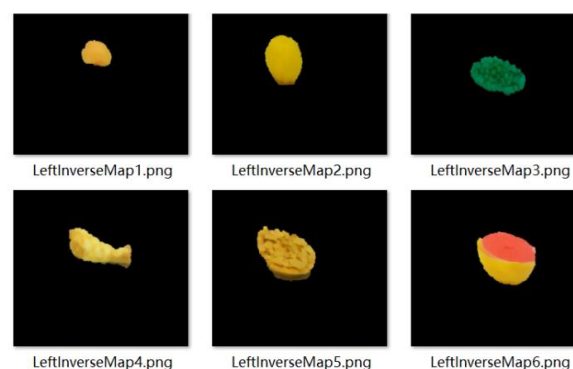 LeftInverseMap1.png
LeftInverseMap2.png
LeftInverseMap3.png
LeftInverseMap4.png
LeftInverseMap5.png
LeftInverseMap6.png